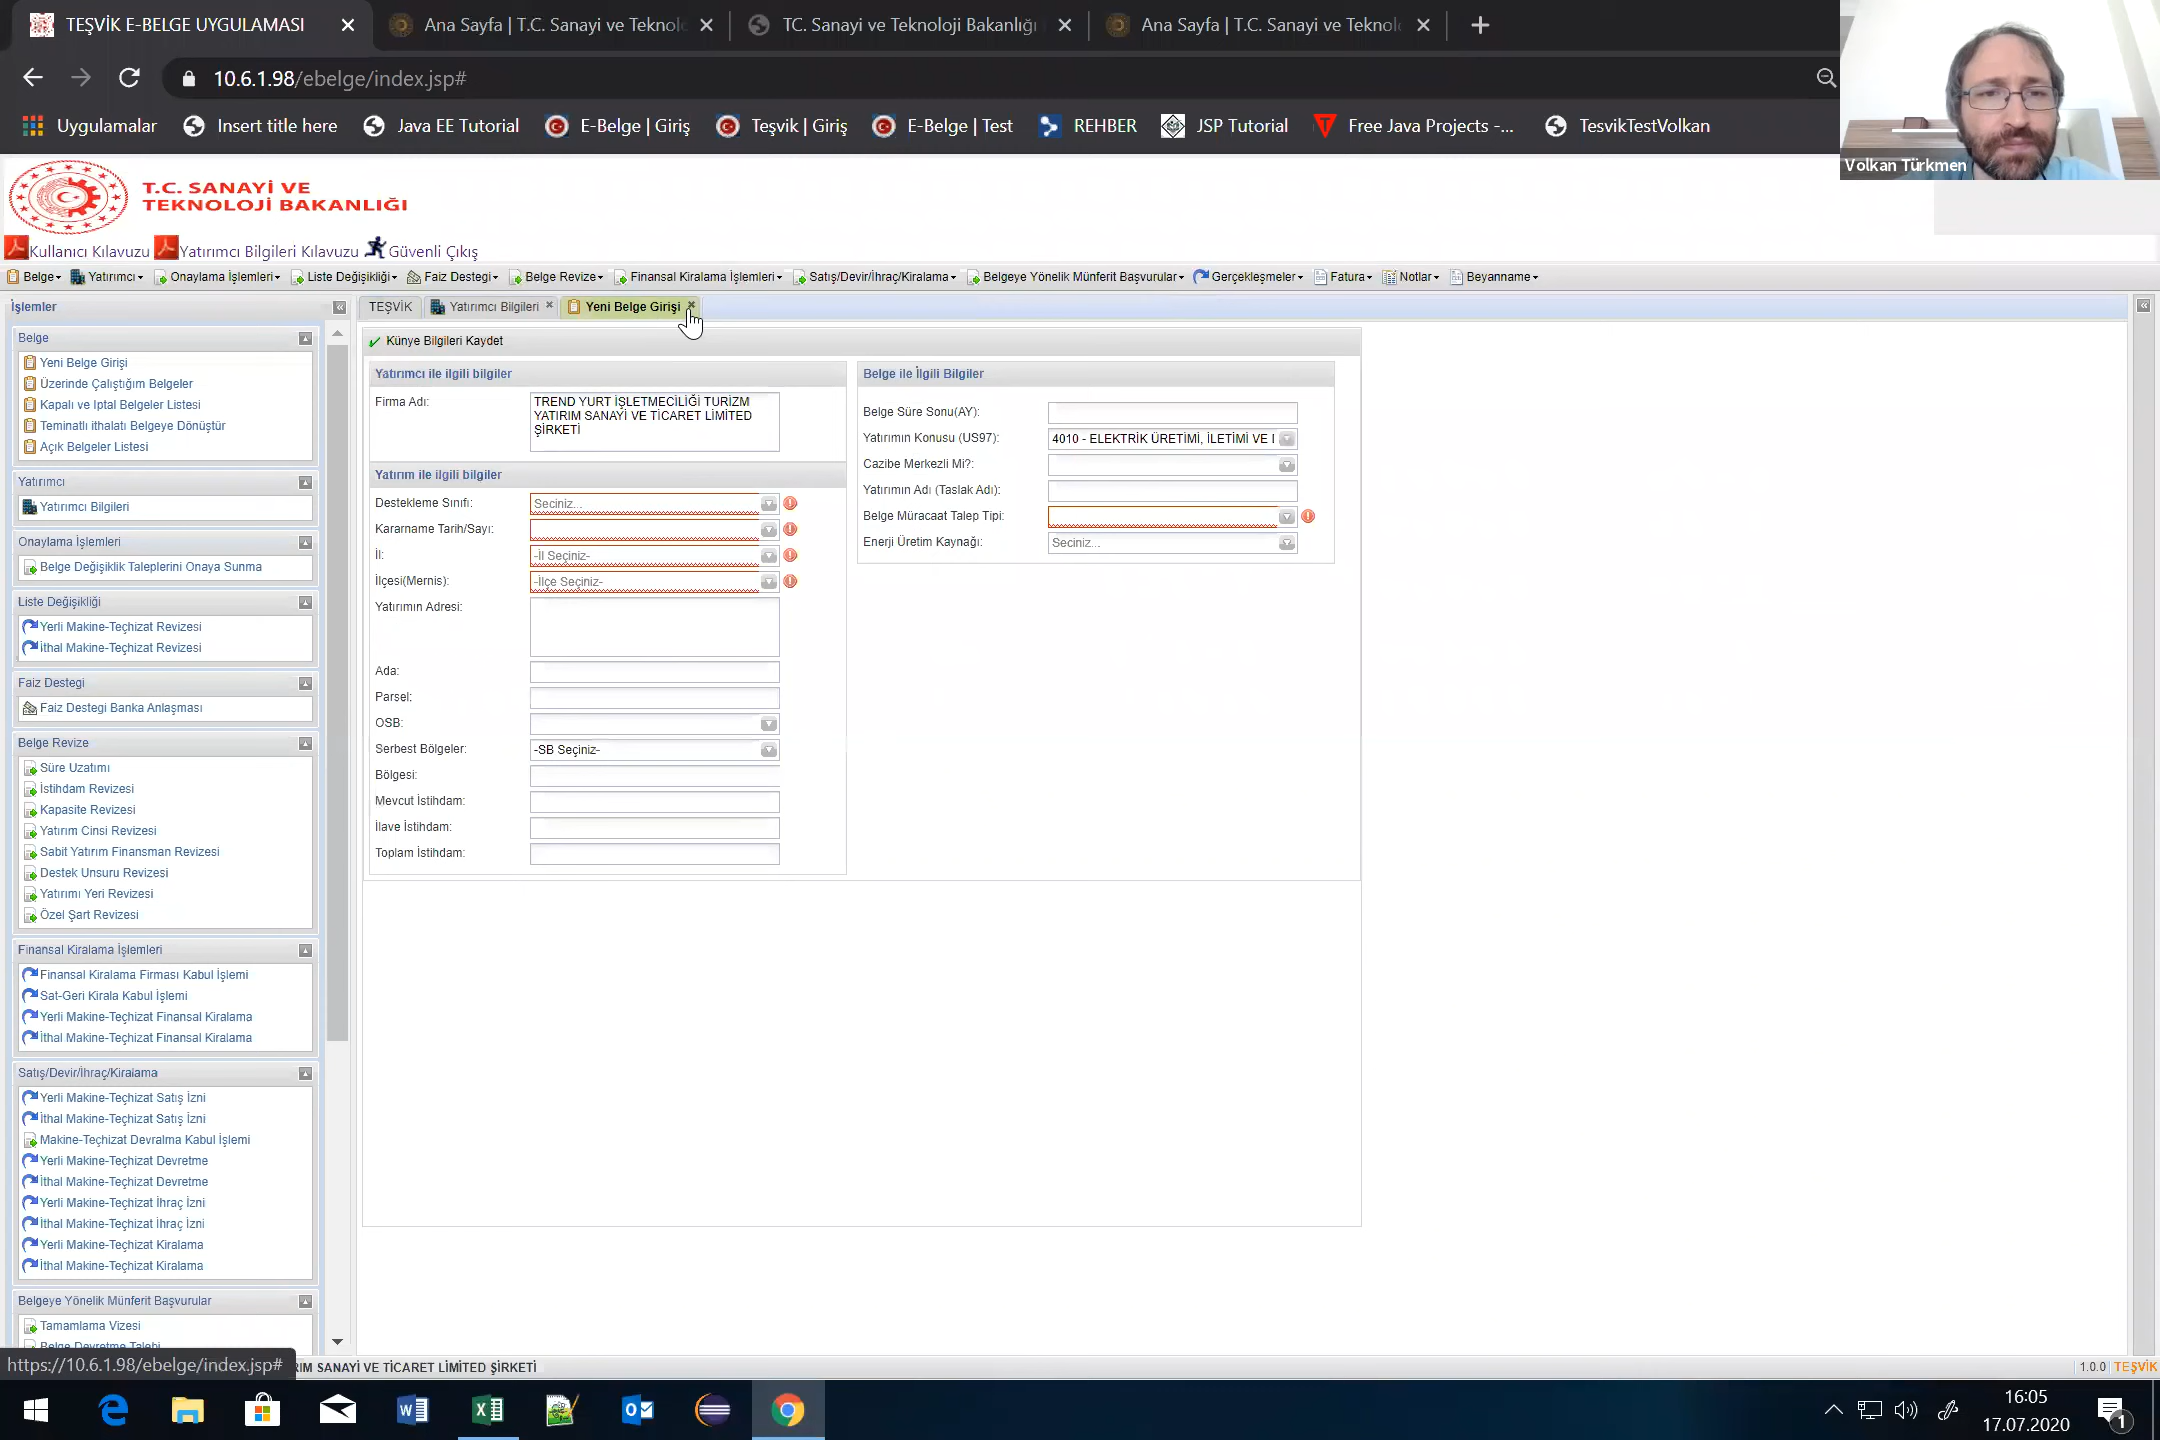 TEŞVİK E-BELGE UYGULAMASI
Ana Sayfa | T.C. Sanayi ve Teknolo
TC. Sanayi ve Teknoloji Bakanlığı
Ana Sayfa | T.C. Sanayi ve Teknolo
10.6.1.98/ebelge/index.jsp#
Uygulamalar
Insert title here
Java EE Tutorial
E-Belge | Giriş
Teşvik | Giriş
E-Belge | Test
REHBER
JSP Tutorial
Free Java Projects -...
TesvikTestVolkan
Volkan Türkmen
T.C. SANAYİ VE
TEKNOLOJİ BAKANLIĞI
Kullanıcı Kılavuzu
Yatırımcı Bilgileri Kılavuzu
Güvenli Çıkış
Belge
Yatırımcı
Onaylama İşlemleri
Liste Değişikliği
Faiz Destegi
Belge Revize
Finansal Kiralama İşlemleri
Satış/Devir/İhraç/Kiralama
Belgeye Yönelik Münferit Başvurular
Gerçekleşmeler
Fatura
Notlar
Beyanname
İşlemler
TEŞVİK
Yatırımcı Bilgileri
Yeni Belge Girişi
Belge
Yeni Belge Girişi
Üzerinde Çalıştığım Belgeler
Kapalı ve Iptal Belgeler Listesi
Teminatlı ithalatı Belgeye Dönüştür
Açık Belgeler Listesi
Yatırımcı
Yatırımcı Bilgileri
Onaylama İşlemleri
Belge Değişiklik Taleplerini Onaya Sunma
Liste Değişikliği
Yerli Makine-Teçhizat Revizesi
İthal Makine-Teçhizat Revizesi
Faiz Destegi
Faiz Destegi Banka Anlaşması
Belge Revize
Süre Uzatımı
İstihdam Revizesi
Kapasite Revizesi
Yatırım Cinsi Revizesi
Sabit Yatırım Finansman Revizesi
Destek Unsuru Revizesi
Yatırımı Yeri Revizesi
Özel Şart Revizesi
Finansal Kiralama İşlemleri
Finansal Kiralama Firması Kabul İşlemi
Sat-Geri Kirala Kabul İşlemi
Yerli Makine-Teçhizat Finansal Kiralama
İthal Makine-Teçhizat Finansal Kiralama
Satış/Devir/İhraç/Kiralama
Yerli Makine-Teçhizat Satış İzni
İthal Makine-Teçhizat Satış İzni
Makine-Teçhizat Devralma Kabul İşlemi
Yerli Makine-Teçhizat Devretme
İthal Makine-Teçhizat Devretme
Yerli Makine-Teçhizat İhraç İzni
İthal Makine-Teçhizat İhraç İzni
Yerli Makine-Teçhizat Kiralama
İthal Makine-Teçhizat Kiralama
Belgeye Yönelik Münferit Başvurular
Tamamlama Vizesi
Belge Devretme Talebi
Künye Bilgileri Kaydet
Yatırımcı ile ilgili bilgiler
Firma Adı:
TREND YURT İŞLETMECİLİĞİ TURİZM
YATIRIM SANAYİ VE TİCARET LİMİTED
ŞİRKETİ
Yatırım ile ilgili bilgiler
Destekleme Sınıfı: Seciniz...
Kararname Tarih/Sayı:
İl: -İl Seçiniz-
İlçesi(Mernis): -İlçe Seçiniz-
Yatırımın Adresi:
Ada:
Parsel:
OSB:
Serbest Bölgeler: -SB Seçiniz-
Bölgesi:
Mevcut İstihdam:
İlave İstihdam:
Toplam İstihdam:
Belge ile İlgili Bilgiler
Belge Süre Sonu(AY):
Yatırımın Konusu (US97): 4010 - ELEKTRİK ÜRETİMİ, İLETİMİ VE
Cazibe Merkezli Mi?:
Yatırımın Adı (Taslak Adı):
Belge Müracaat Talep Tipi:
Enerji Üretim Kaynağı: Seciniz...
https://10.6.1.98/ebelge/index.jsp#
RIM SANAYİ VE TİCARET LİMİTED ŞİRKETİ
1.0.0 TEŞVİK
16:05
17.07.2020
1